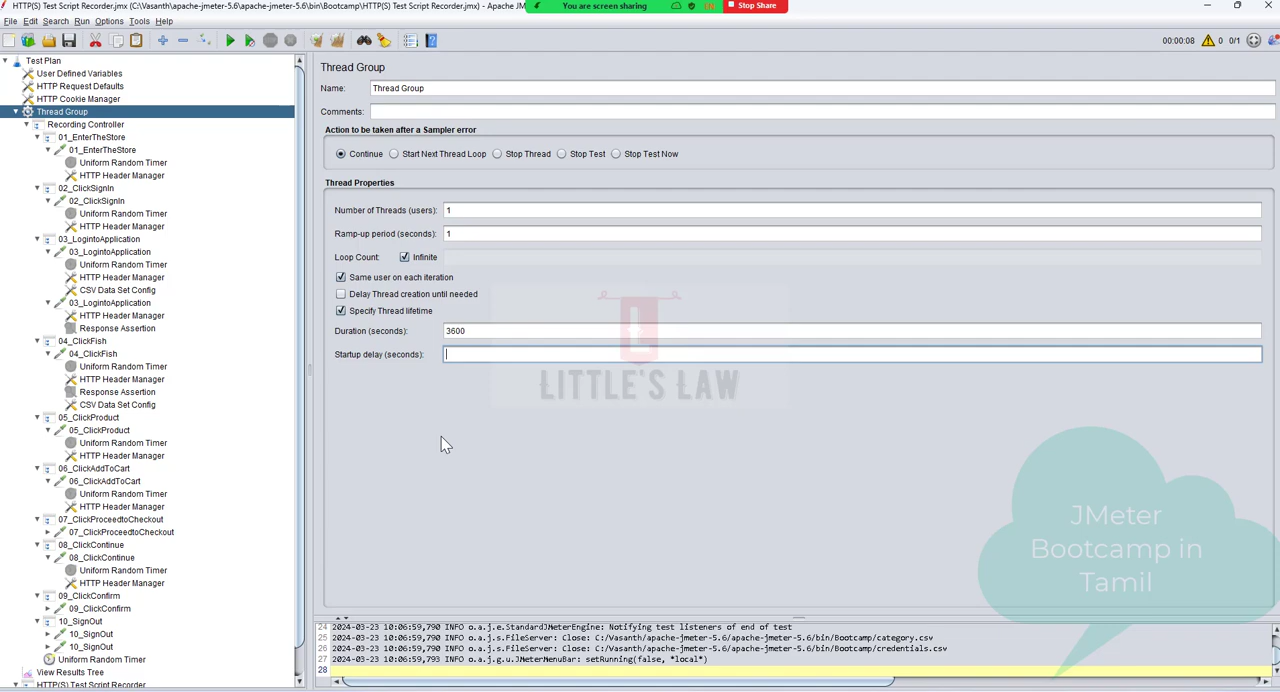 HTTP(S) Test Script Recorder.jmx (C:\Vasanth\apache-jmeter-5.6\apache-jmeter-5.6\bin\Bootcamp\HTTP(S) Test Script Recorder.jmx) - Apache JM
You are screen sharing
EN
Stop Share
File Edit Search Run Options Tools Help
00:00:08 0 0/1
Test Plan
User Defined Variables
HTTP Request Defaults
HTTP Cookie Manager
Thread Group
Recording Controller
01_EnterTheStore
01_EnterTheStore
Uniform Random Timer
HTTP Header Manager
02_ClickSignIn
02_ClickSignIn
Uniform Random Timer
HTTP Header Manager
03_LogintoApplication
03_LogintoApplication
Uniform Random Timer
HTTP Header Manager
CSV Data Set Config
03_LogintoApplication
HTTP Header Manager
Response Assertion
04_ClickFish
04_ClickFish
Uniform Random Timer
HTTP Header Manager
Response Assertion
CSV Data Set Config
05_ClickProduct
05_ClickProduct
Uniform Random Timer
HTTP Header Manager
06_ClickAddToCart
06_ClickAddToCart
Uniform Random Timer
HTTP Header Manager
07_ClickProceedtoCheckout
07_ClickProceedtoCheckout
08_ClickContinue
08_ClickContinue
Uniform Random Timer
HTTP Header Manager
09_ClickConfirm
09_ClickConfirm
10_SignOut
10_SignOut
10_SignOut
Uniform Random Timer
View Results Tree
HTTP(S) Test Script Recorder
Thread Group
Name: Thread Group
Comments:
Action to be taken after a Sampler error
Continue Start Next Thread Loop Stop Thread Stop Test Stop Test Now
Thread Properties
Number of Threads (users): 1
Ramp-up period (seconds): 1
Loop Count: Infinite
Same user on each iteration
Delay Thread creation until needed
Specify Thread lifetime
Duration (seconds): 3600
Startup delay (seconds):
L
LITTLE'S LAW
JMeter
Bootcamp in
Tamil
24 2024-03-23 10:06:59,790 INFO o.a.j.e.StandardJMeterEngine: Notifying test listeners of end of test
25 2024-03-23 10:06:59,790 INFO o.a.j.s.FileServer: Close: C:/Vasanth/apache-jmeter-5.6/apache-jmeter-5.6/bin/Bootcamp/category.csv
26 2024-03-23 10:06:59,790 INFO o.a.j.s.FileServer: Close: C:/Vasanth/apache-jmeter-5.6/apache-jmeter-5.6/bin/Bootcamp/credentials.csv
27 2024-03-23 10:06:59,793 INFO o.a.j.g.u.JMeterMenuBar: setRunning(false, *local*)
28